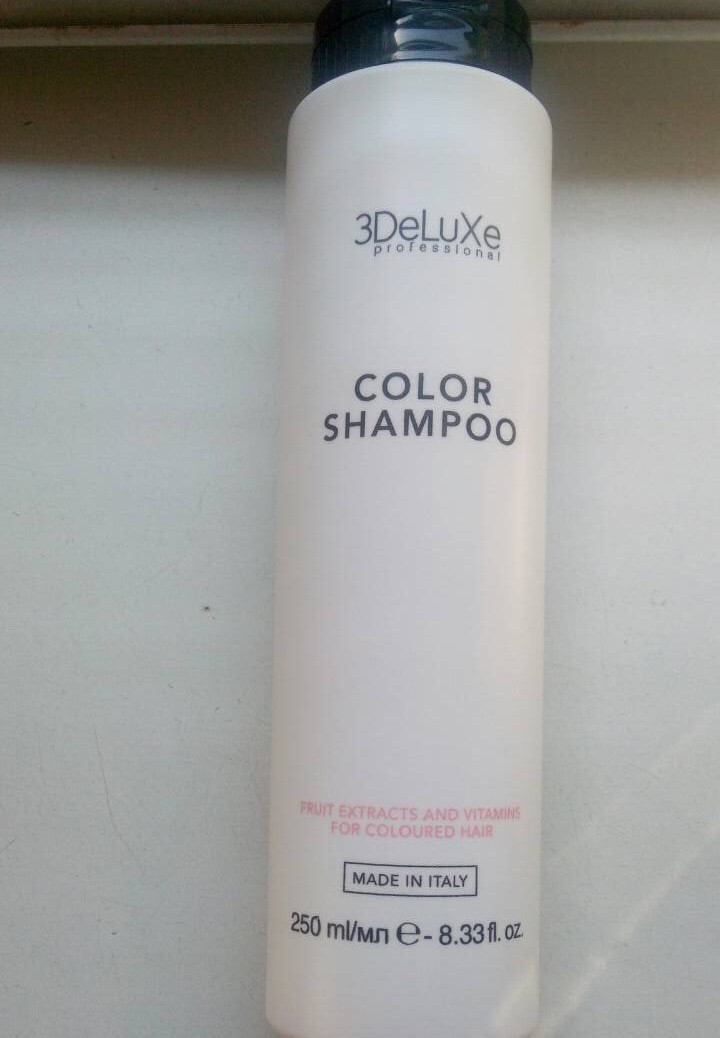 3DeLuXe
professional
COLOR
SHAMPOO
FRUIT EXTRACTS AND VITAMINS
FOR COLOURED HAIR
MADE IN ITALY
250 ml/мл ℮ - 8.33 fl. oz.